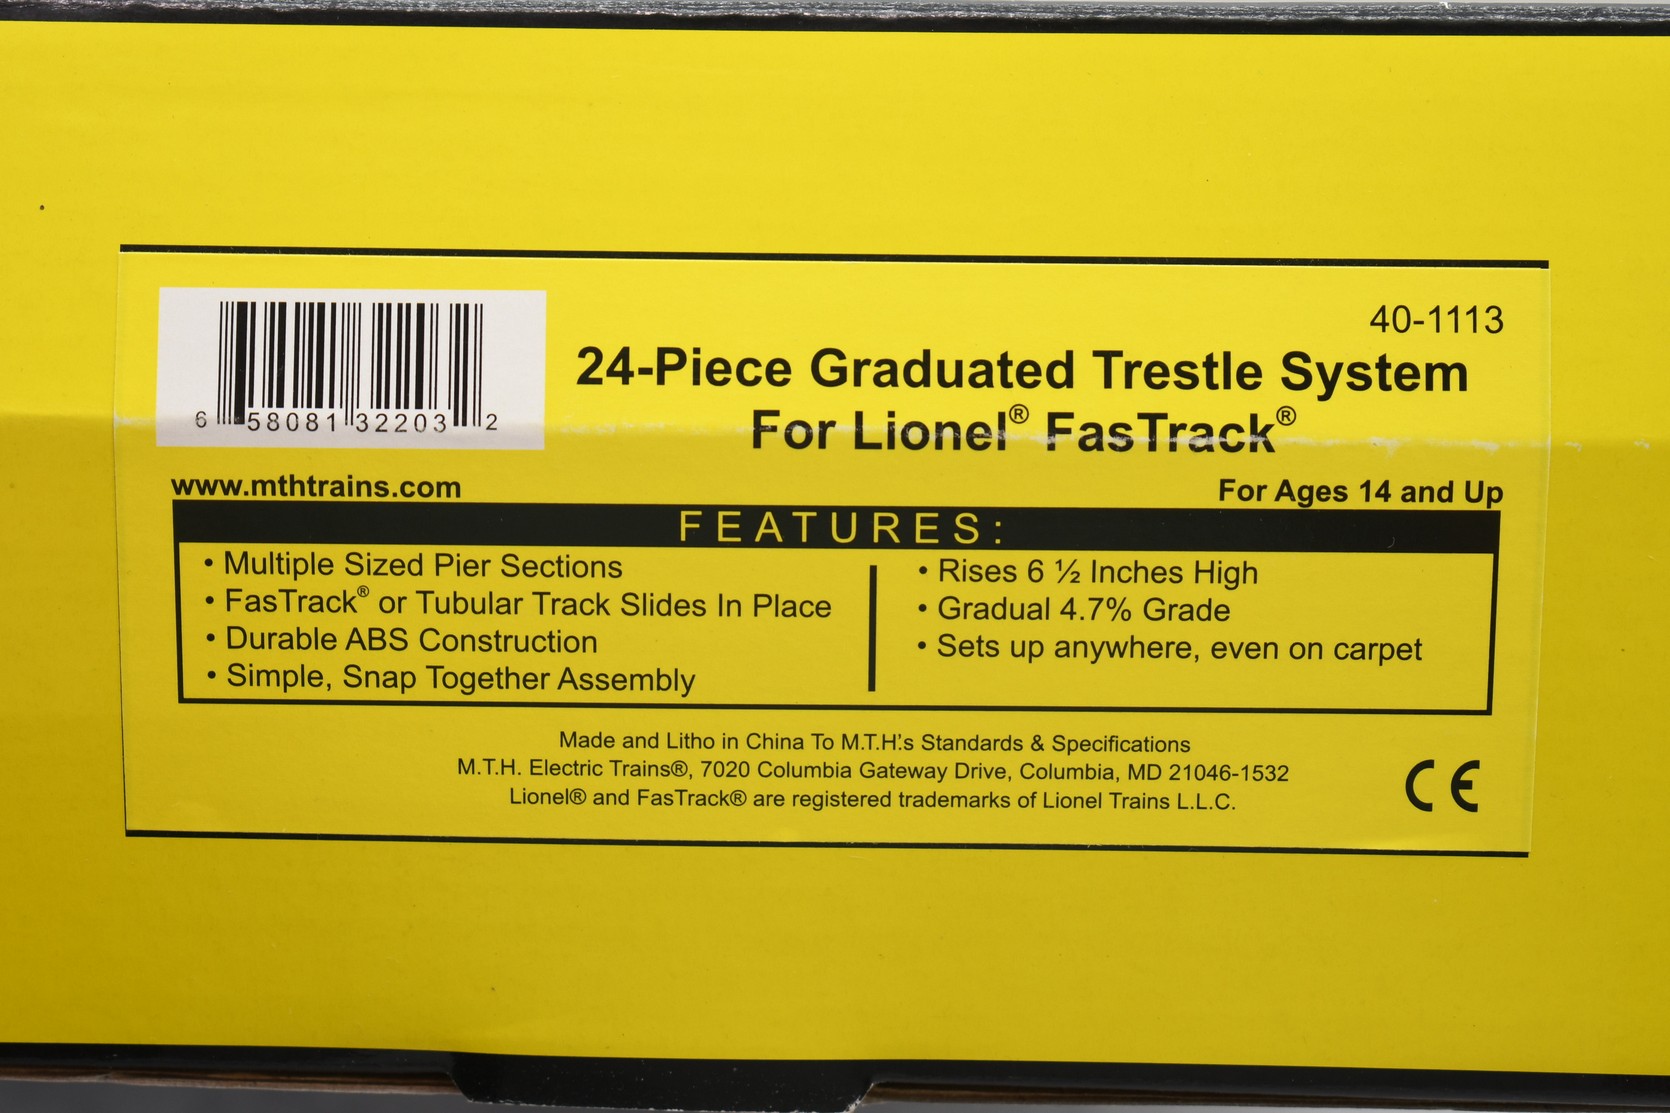 40-1113
24-Piece Graduated Trestle System
For Lionel® FasTrack®
6 58081 32203 2
www.mthtrains.com
For Ages 14 and Up
FEATURES:
• Multiple Sized Pier Sections
• FasTrack® or Tubular Track Slides In Place
• Durable ABS Construction
• Simple, Snap Together Assembly
• Rises 6 ½ Inches High
• Gradual 4.7% Grade
• Sets up anywhere, even on carpet
Made and Litho in China To M.T.H.'s Standards & Specifications
M.T.H. Electric Trains®, 7020 Columbia Gateway Drive, Columbia, MD 21046-1532
Lionel® and FasTrack® are registered trademarks of Lionel Trains L.L.C.
CE